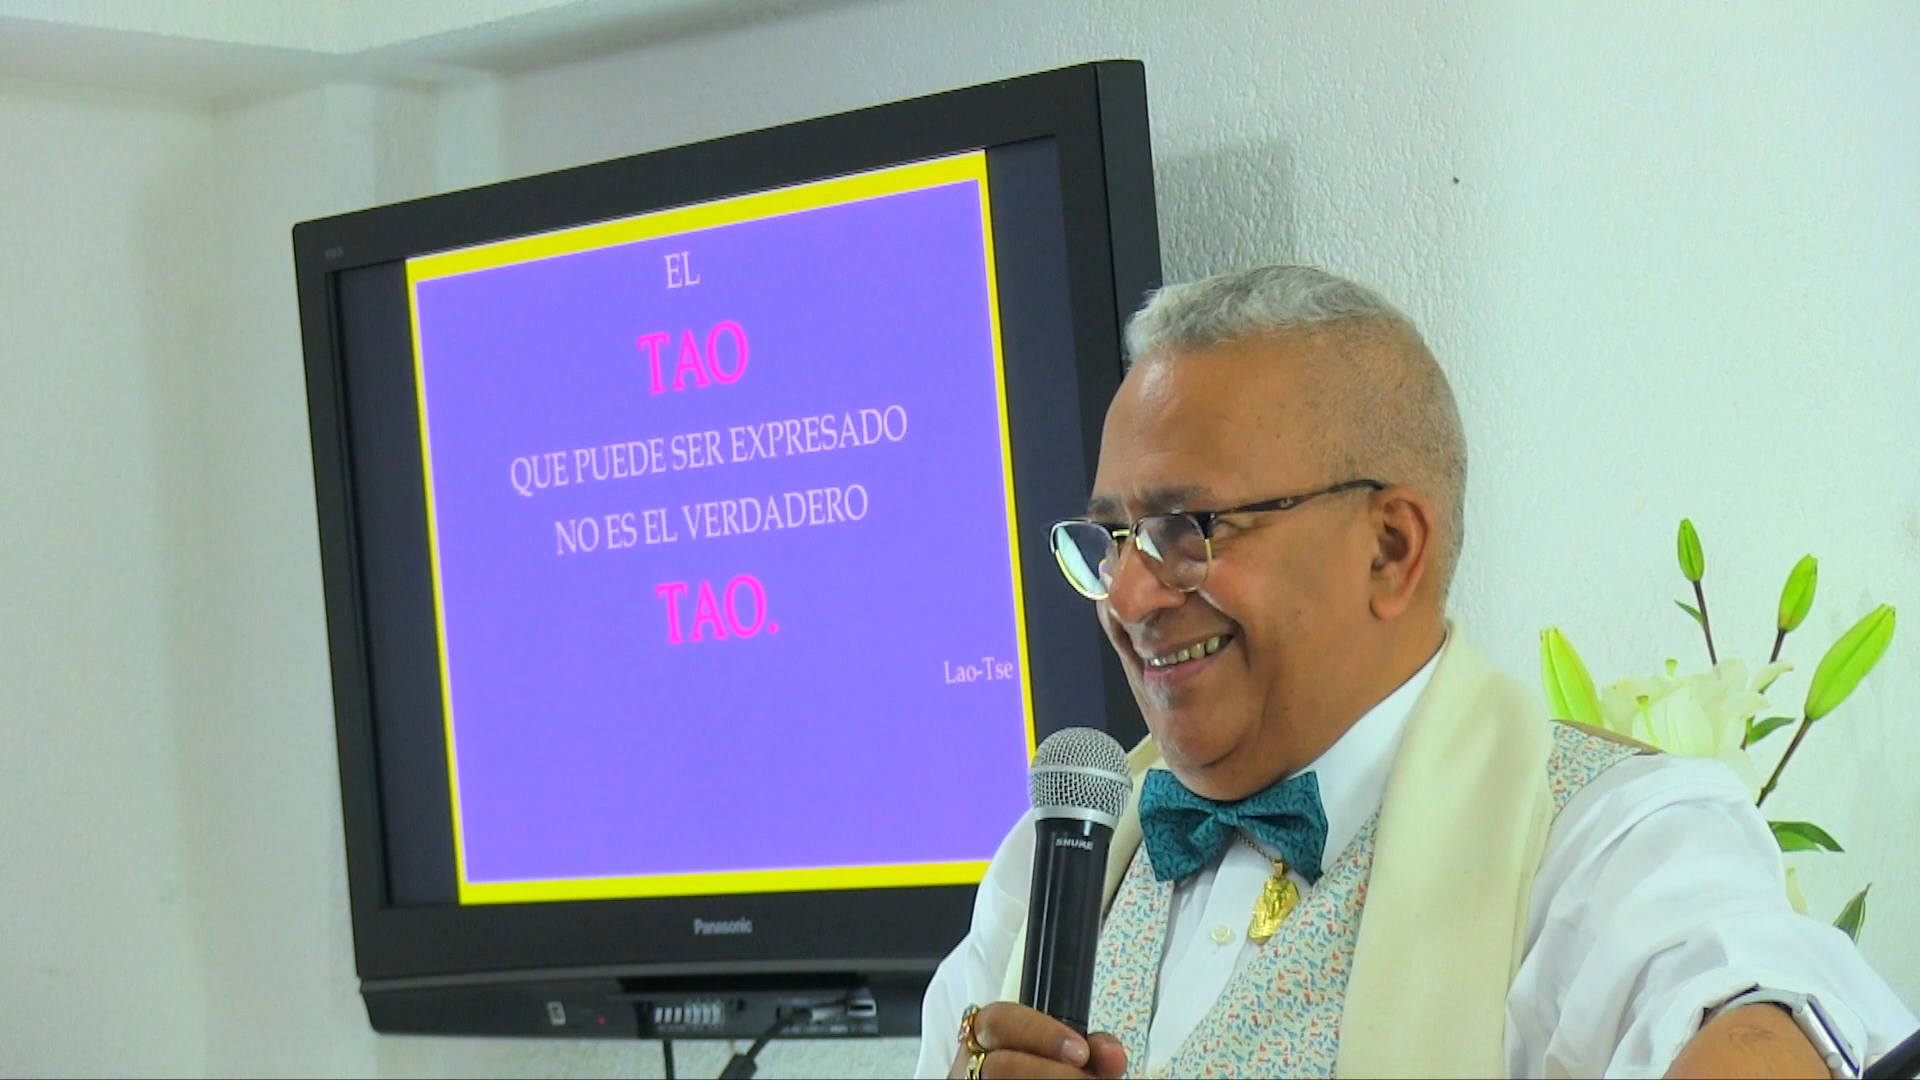 EL
TAO
QUE PUEDE SER EXPRESADO
NO ES EL VERDADERO
TAO.
Lao-Tse
Panasonic
SHURE